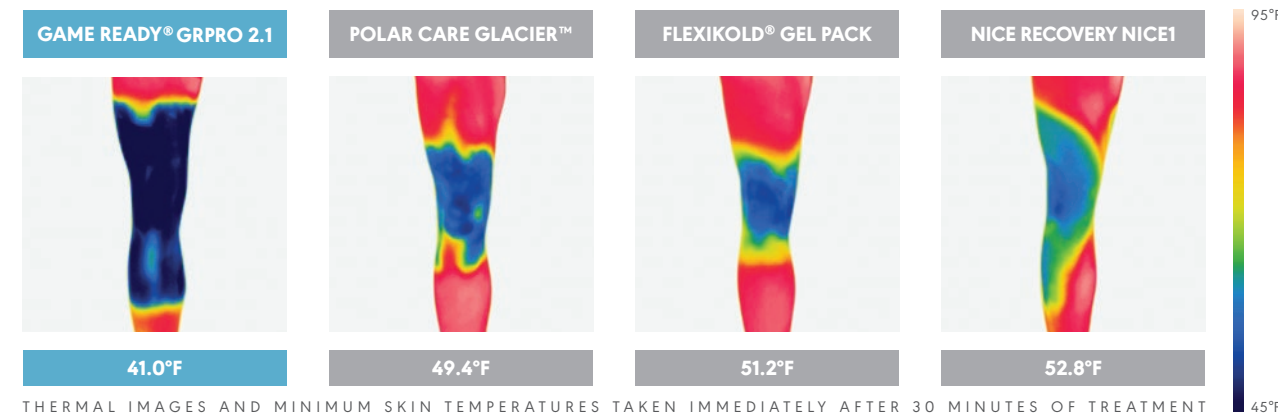 GAME READY® GRPRO 2.1
POLAR CARE GLACIER™
FLEXIKOLD® GEL PACK
NICE RECOVERY NICE1
95°F
41.0°F
49.4°F
51.2°F
52.8°F
45°F
THERMAL IMAGES AND MINIMUM SKIN TEMPERATURES TAKEN IMMEDIATELY AFTER 30 MINUTES OF TREATMENT